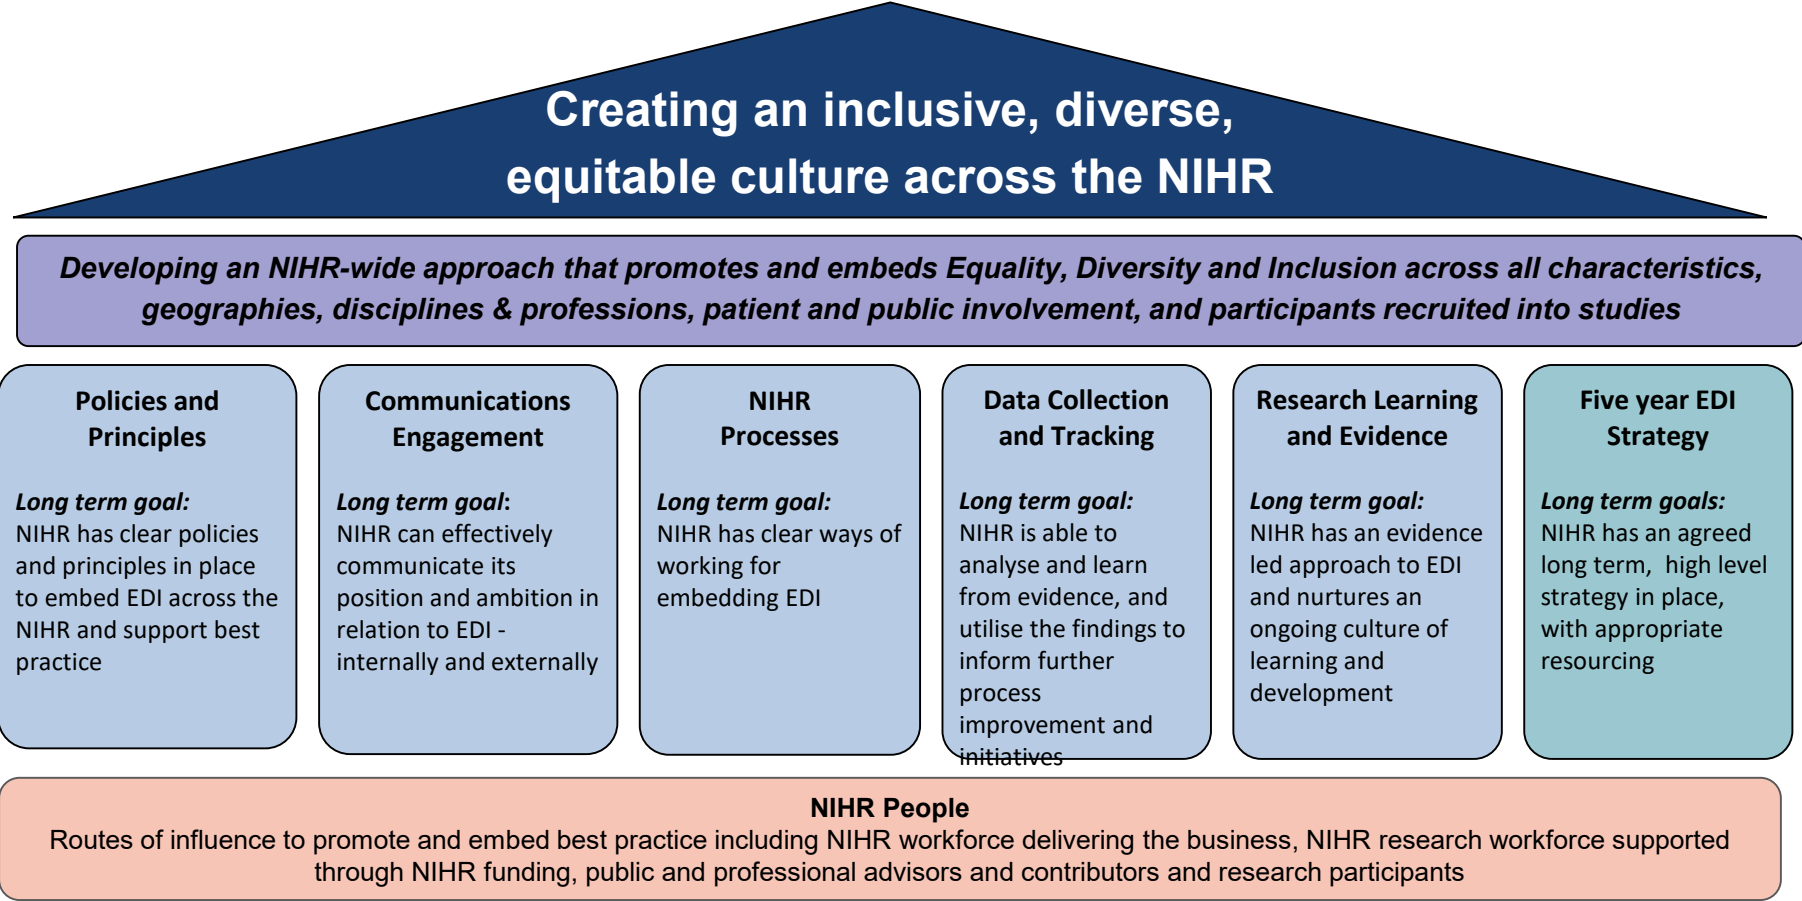 Creating an inclusive, diverse,
equitable culture across the NIHR
Developing an NIHR-wide approach that promotes and embeds Equality, Diversity and Inclusion across all characteristics,
geographies, disciplines & professions, patient and public involvement, and participants recruited into studies
Policies and
Principles
Long term goal:
NIHR has clear policies
and principles in place
to embed EDI across the
NIHR and support best
practice
Communications
Engagement
Long term goal:
NIHR can effectively
communicate its
position and ambition in
relation to EDI -
internally and externally
NIHR
Processes
Long term goal:
NIHR has clear ways of
working for
embedding EDI
Data Collection
and Tracking
Long term goal:
NIHR is able to
analyse and learn
from evidence, and
utilise the findings to
inform further
process
improvement and
initiatives
Research Learning
and Evidence
Long term goal:
NIHR has an evidence
led approach to EDI
and nurtures an
ongoing culture of
learning and
development
Five year EDI
Strategy
Long term goals:
NIHR has an agreed
long term,  high level
strategy in place,
with appropriate
resourcing
NIHR People
Routes of influence to promote and embed best practice including NIHR workforce delivering the business, NIHR research workforce supported
through NIHR funding, public and professional advisors and contributors and research participants